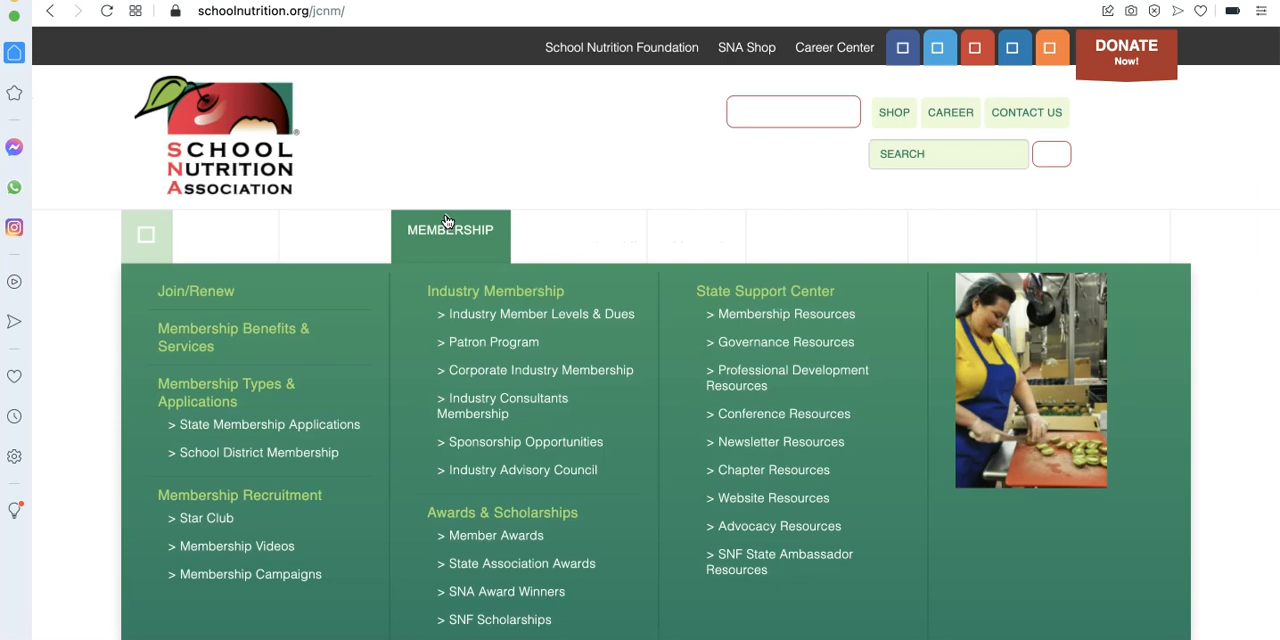 schoolnutrition.org/jcnm/
School Nutrition Foundation
SNA Shop
Career Center
DONATE
Now!
SCHOOL
NUTRITION
ASSOCIATION
®
SHOP
CAREER
CONTACT US
SEARCH
MEMBERSHIP
Join/Renew
Membership Benefits &
Services
Membership Types &
Applications
> State Membership Applications
> School District Membership
Membership Recruitment
> Star Club
> Membership Videos
> Membership Campaigns
Industry Membership
> Industry Member Levels & Dues
> Patron Program
> Corporate Industry Membership
> Industry Consultants
Membership
> Sponsorship Opportunities
> Industry Advisory Council
Awards & Scholarships
> Member Awards
> State Association Awards
> SNA Award Winners
> SNF Scholarships
State Support Center
> Membership Resources
> Governance Resources
> Professional Development
Resources
> Conference Resources
> Newsletter Resources
> Chapter Resources
> Website Resources
> Advocacy Resources
> SNF State Ambassador
Resources